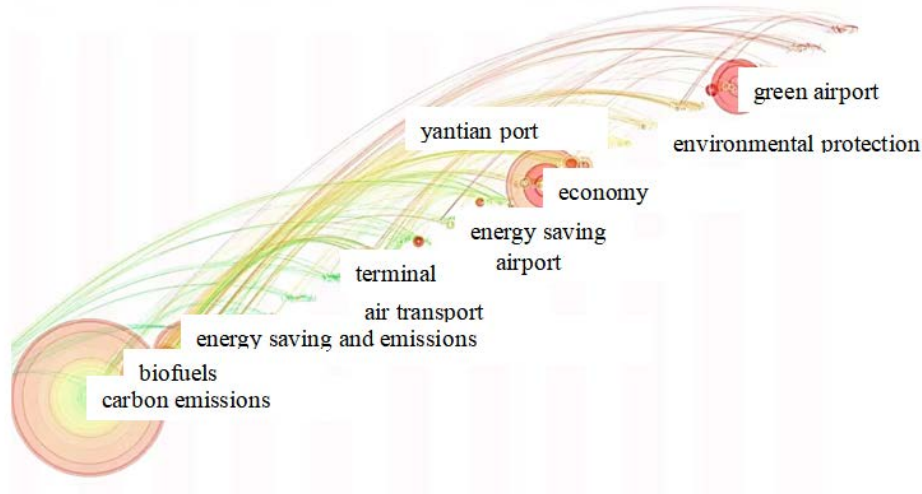 green airport
yantian port
environmental protection
economy
energy saving
airport
terminal
air transport
energy saving and emissions
biofuels
carbon emissions